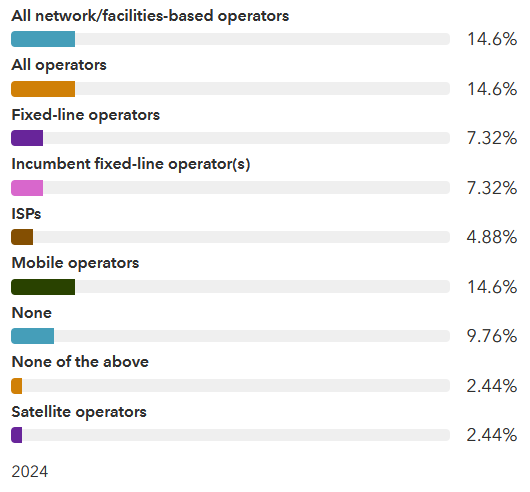 All network/facilities-based operators
14.6%
All operators
14.6%
Fixed-line operators
7.32%
Incumbent fixed-line operator(s)
7.32%
ISPs
4.88%
Mobile operators
14.6%
None
9.76%
None of the above
2.44%
Satellite operators
2.44%
2024